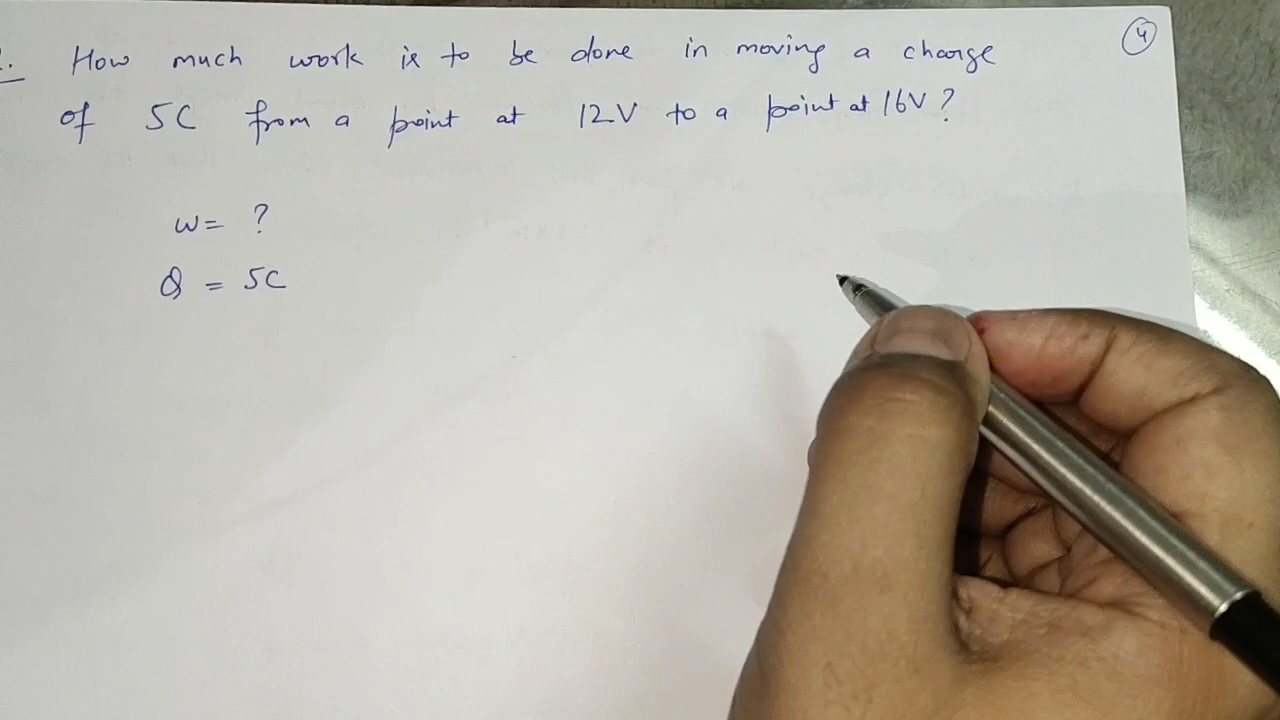 How much work is to be done in moving a charge
of 5C from a point at 12V to a point at 16V ?
4
W = ?
Q = 5C